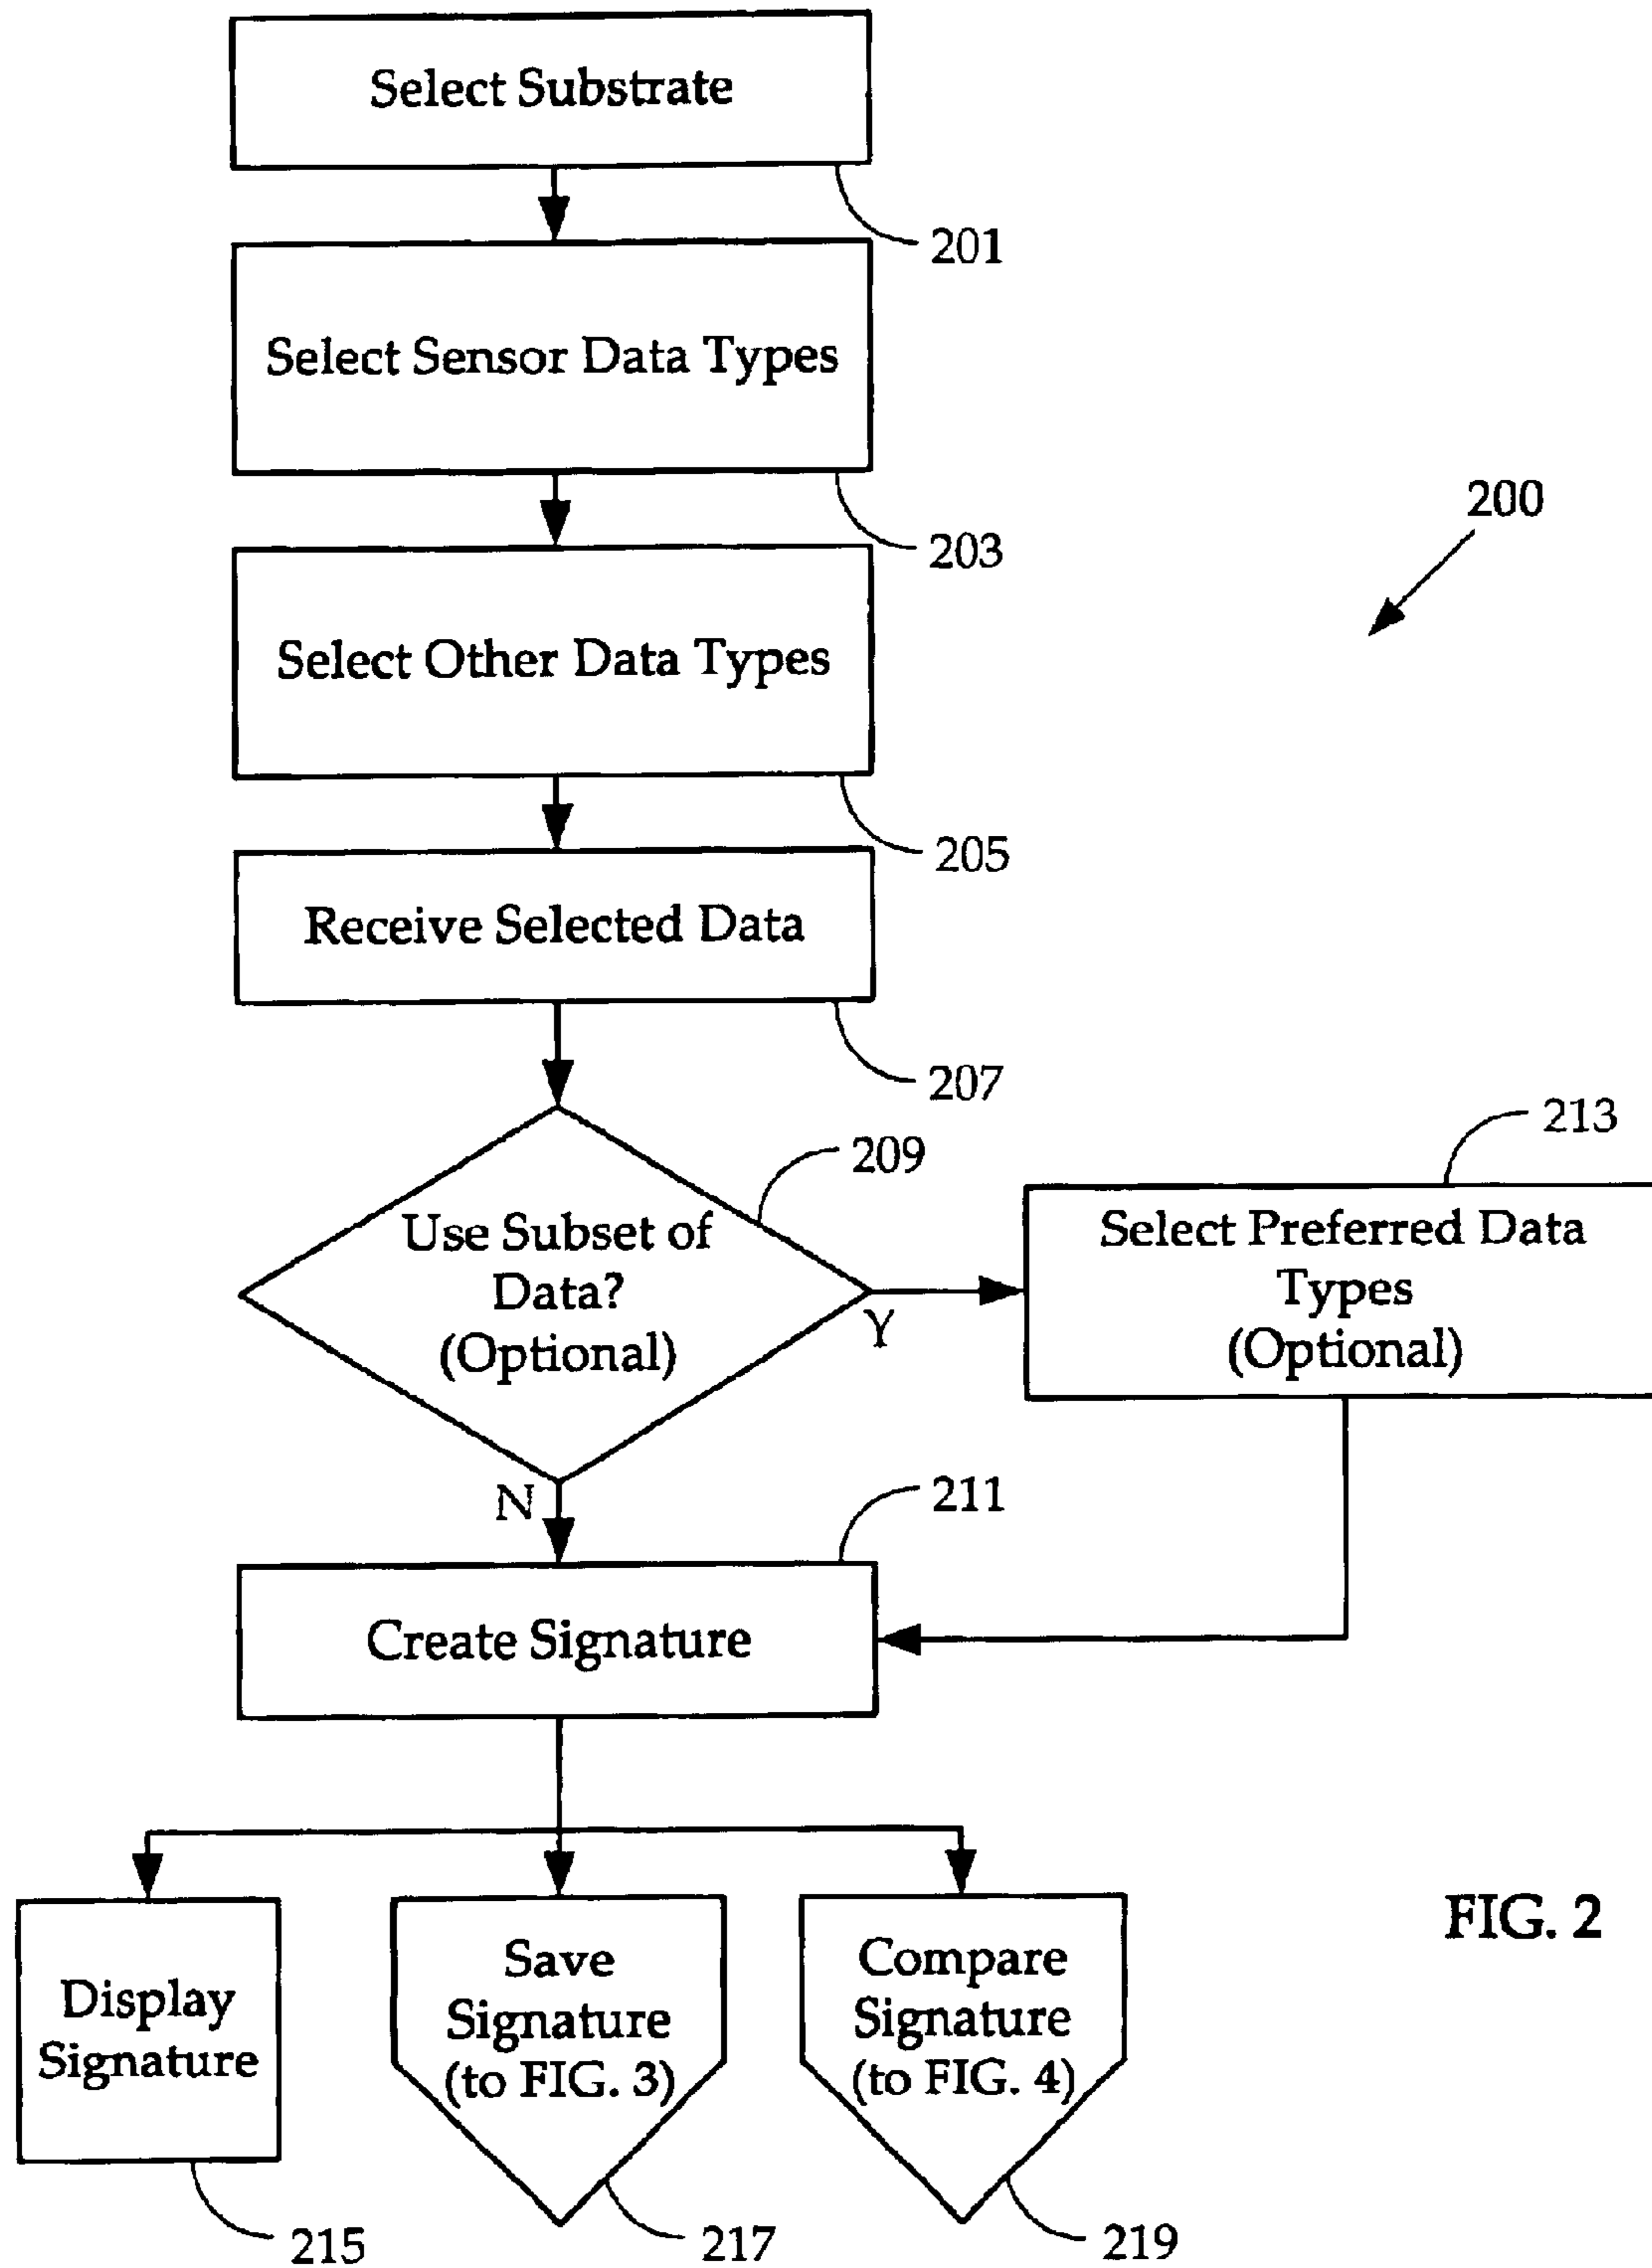 Select Substrate
201
Select Sensor Data Types
203
200
Select Other Data Types
205
Receive Selected Data
207
209
213
Use Subset of
Data?
(Optional)
Y
Select Preferred Data
Types
(Optional)
N
211
Create Signature
Display
Signature
215
Save
Signature
(to FIG. 3)
217
Compare
Signature
(to FIG. 4)
219
FIG. 2